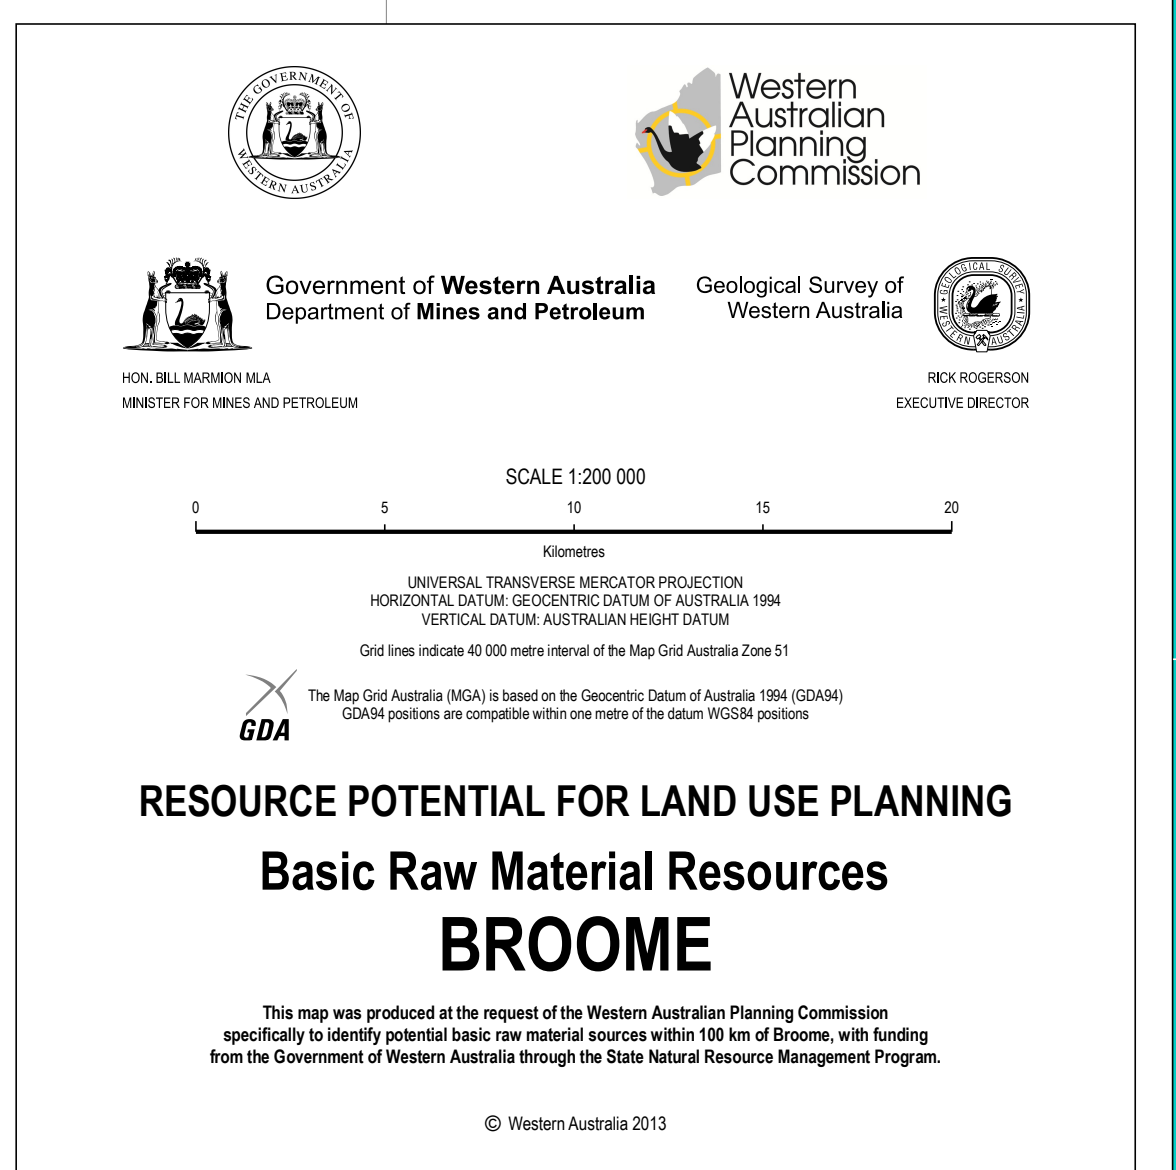 THE GOVERNMENT OF
WESTERN AUSTRALIA
Western
Australian
Planning
Commission
Government of Western Australia
Department of Mines and Petroleum
Geological Survey of
Western Australia
GEOLOGICAL SURVEY
WESTERN AUSTRALIA
HON. BILL MARMION MLA
MINISTER FOR MINES AND PETROLEUM
RICK ROGERSON
EXECUTIVE DIRECTOR
SCALE 1:200 000
0 5 10 15 20
Kilometres
UNIVERSAL TRANSVERSE MERCATOR PROJECTION
HORIZONTAL DATUM: GEOCENTRIC DATUM OF AUSTRALIA 1994
VERTICAL DATUM: AUSTRALIAN HEIGHT DATUM
Grid lines indicate 40 000 metre interval of the Map Grid Australia Zone 51
GDA
The Map Grid Australia (MGA) is based on the Geocentric Datum of Australia 1994 (GDA94)
GDA94 positions are compatible within one metre of the datum WGS84 positions
RESOURCE POTENTIAL FOR LAND USE PLANNING
Basic Raw Material Resources
BROOME
This map was produced at the request of the Western Australian Planning Commission
specifically to identify potential basic raw material sources within 100 km of Broome, with funding
from the Government of Western Australia through the State Natural Resource Management Program.
© Western Australia 2013